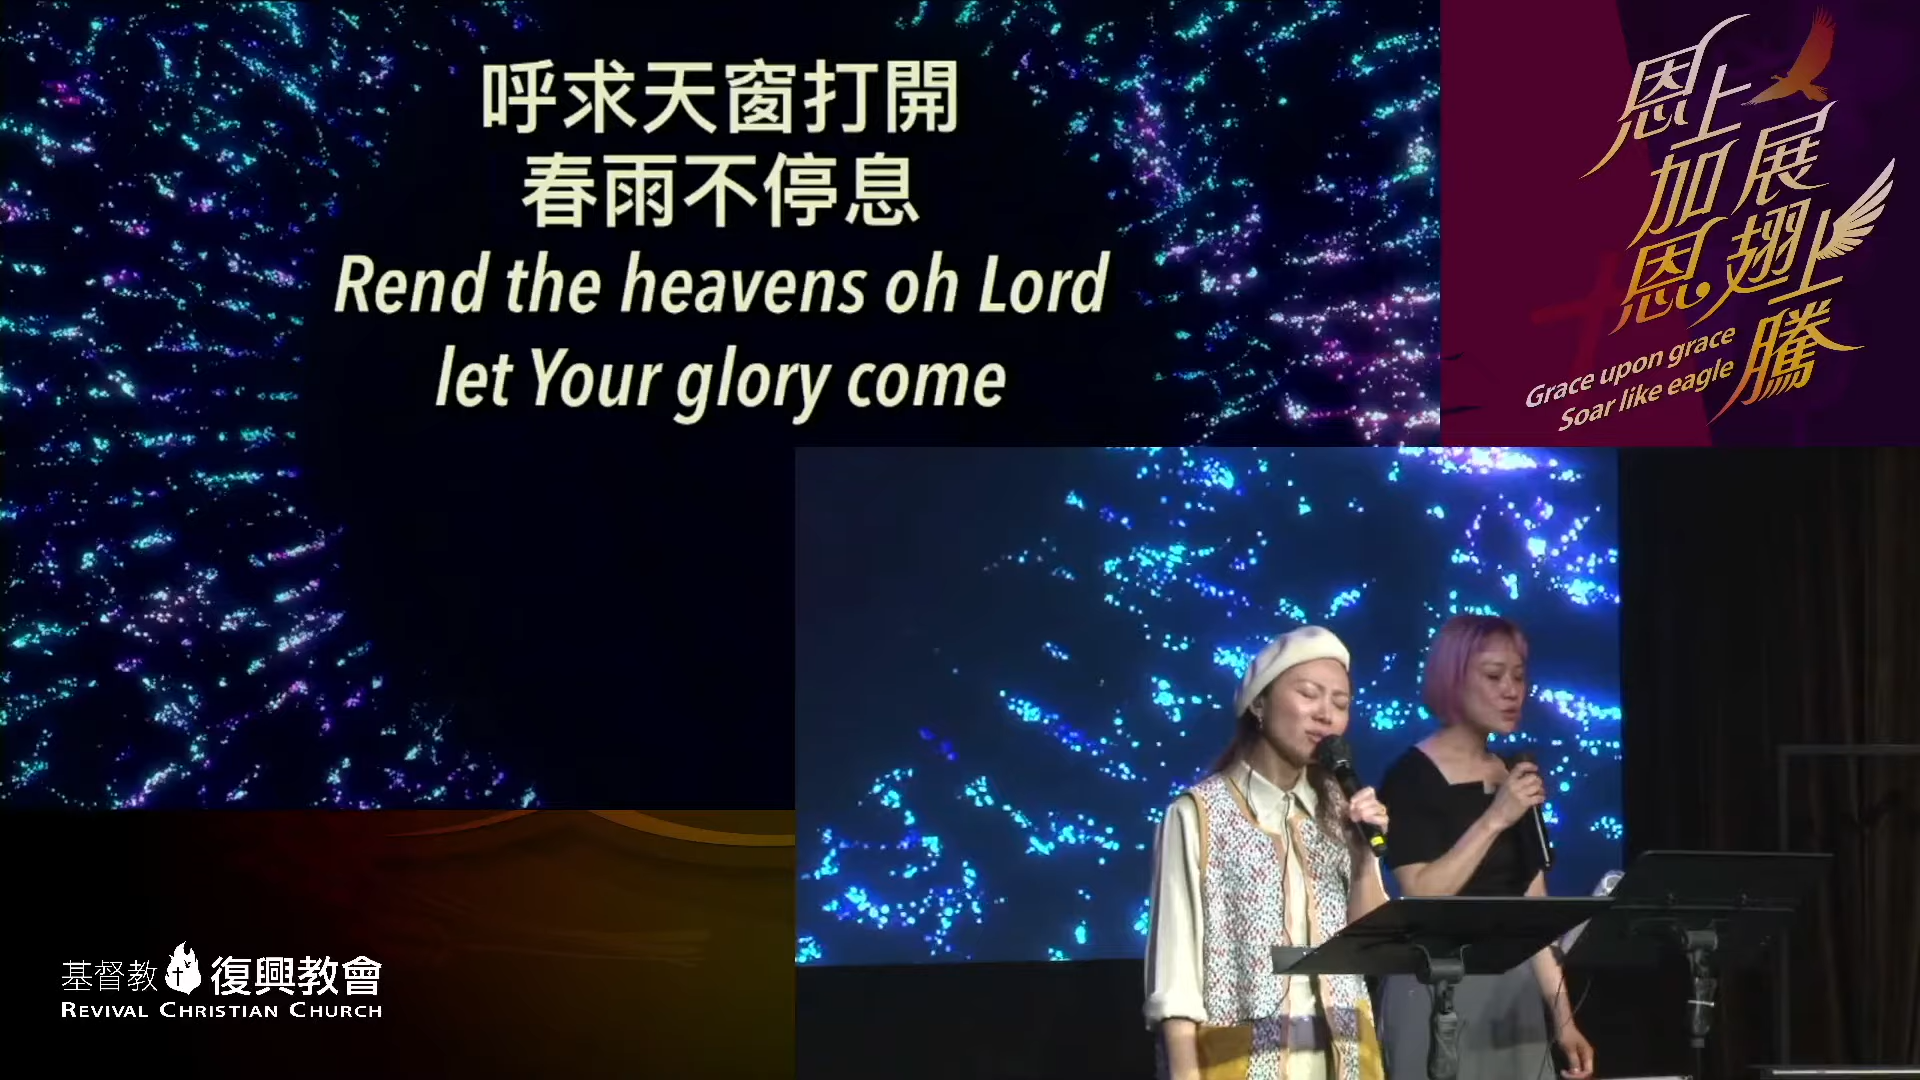 呼求天窗打開
春雨不停息
Rend the heavens oh Lord
let Your glory come
恩上加恩
展翅上騰
Grace upon grace
Soar like eagle
基督教 復興教會
REVIVAL CHRISTIAN CHURCH